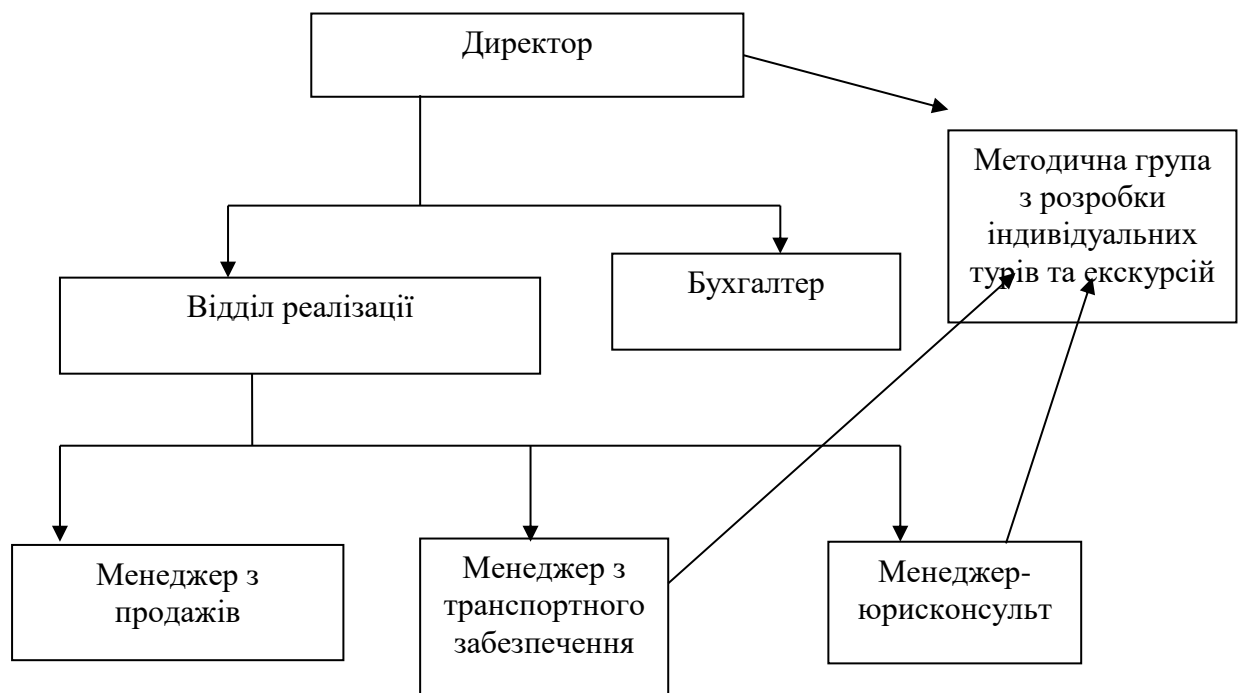 Директор
Методична група
з розробки
індивідуальних
турів та екскурсій
Відділ реалізації
Бухгалтер
Менеджер з
продажів
Менеджер з
транспортного
забезпечення
Менеджер-
юрисконсульт